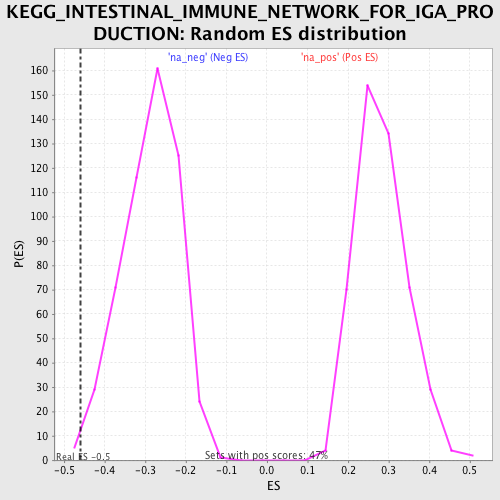 KEGG_INTESTINAL_IMMUNE_NETWORK_FOR_IGA_PRO
DUCTION: Random ES distribution
'na_neg' (Neg ES) 'na_pos' (Pos ES)
160
150
140
130
120
110
100
90
80
70
60
50
40
30
20
10
0
P(ES)
Real ES -0.5
Sets with pos scores: 47%
-0.5 -0.4 -0.3 -0.2 -0.1 0.0 0.1 0.2 0.3 0.4 0.5
ES